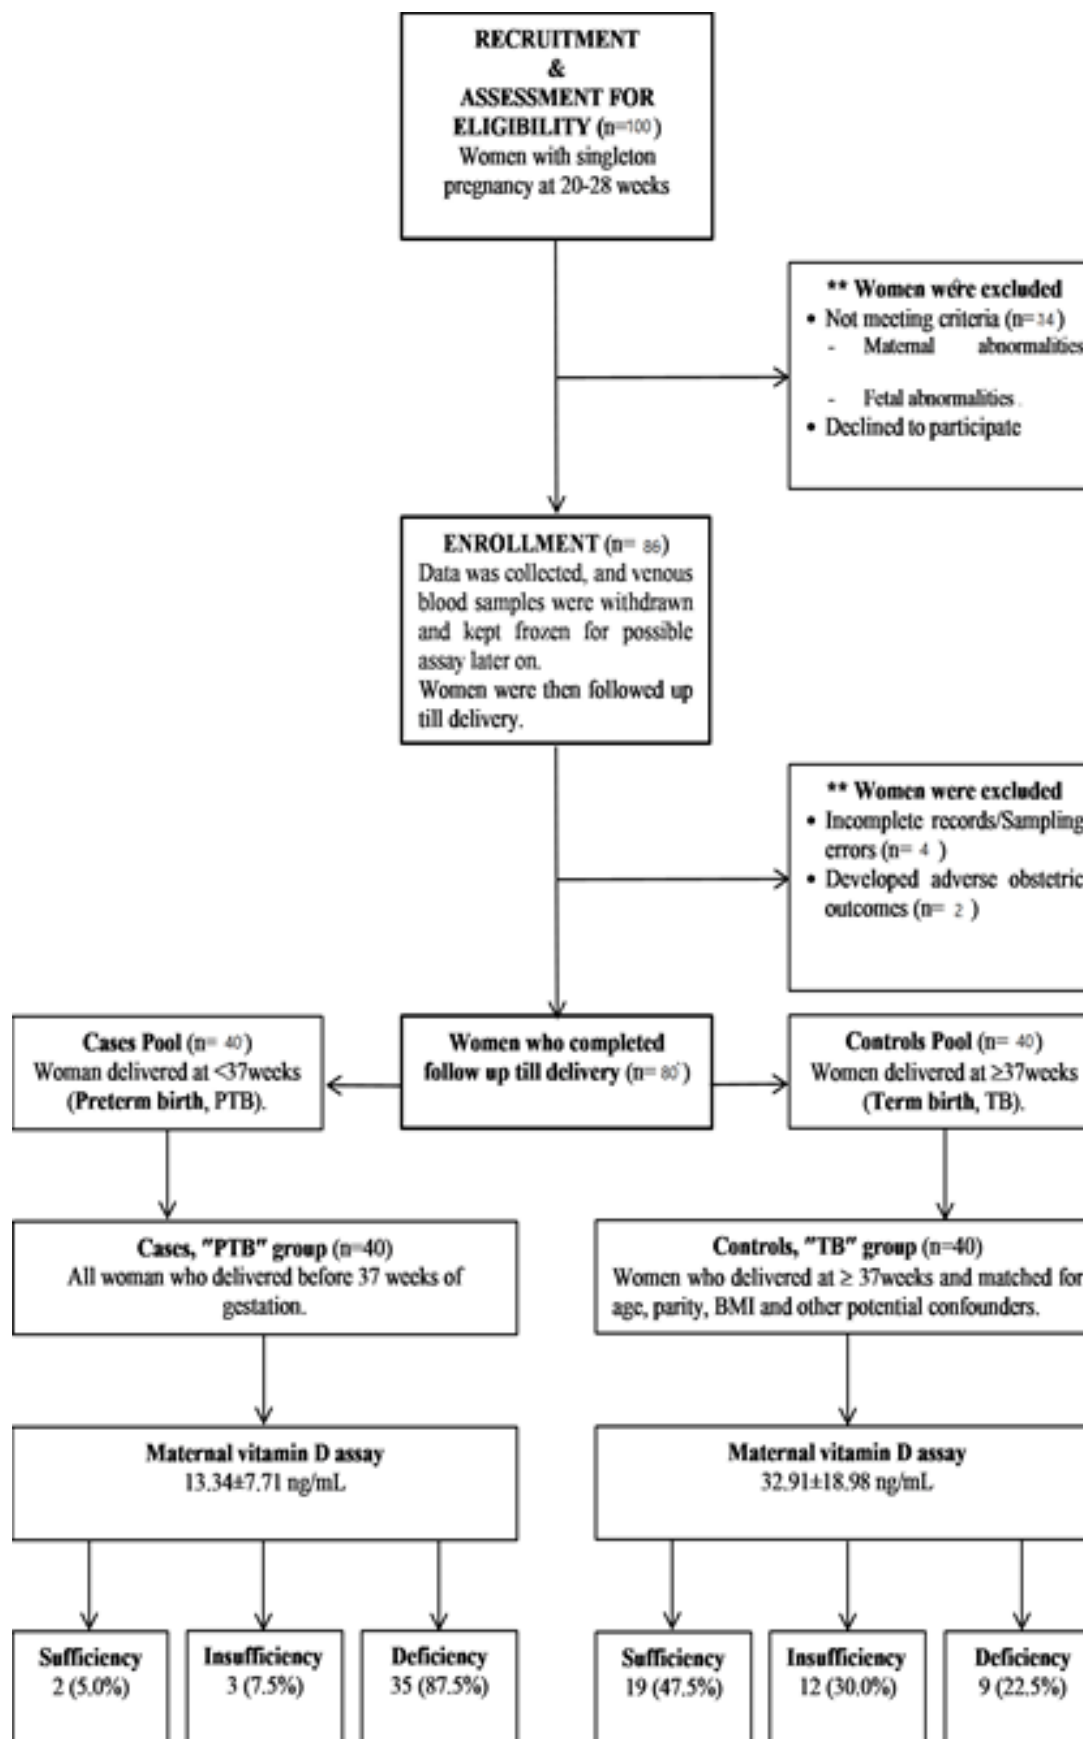 RECRUITMENT
&
ASSESSMENT FOR
ELIGIBILITY (n=100)
Women with singleton
pregnancy at 20-28 weeks
** Women were excluded
• Not meeting criteria (n=14)
- Maternal abnormalities
- Fetal abnormalities .
• Declined to participate
ENROLLMENT (n= 86)
Data was collected, and venous
blood samples were withdrawn
and kept frozen for possible
assay later on.
Women were then followed up
till delivery.
** Women were excluded
• Incomplete records/Sampling
errors (n= 4 )
• Developed adverse obstetric
outcomes (n= 2 )
Cases Pool (n= 40)
Woman delivered at <37weeks
(Preterm birth, PTB).
Women who completed
follow up till delivery (n=80)
Controls Pool (n= 40)
Women delivered at ≥37weeks
(Term birth, TB).
Cases, "PTB" group (n=40)
All woman who delivered before 37 weeks of
gestation.
Controls, "TB" group (n=40)
Women who delivered at ≥ 37weeks and matched for
age, parity, BMI and other potential confounders.
Maternal vitamin D assay
13.34±7.71 ng/mL
Maternal vitamin D assay
32.91±18.98 ng/mL
Sufficiency
2 (5.0%)
Insufficiency
3 (7.5%)
Deficiency
35 (87.5%)
Sufficiency
19 (47.5%)
Insufficiency
12 (30.0%)
Deficiency
9 (22.5%)